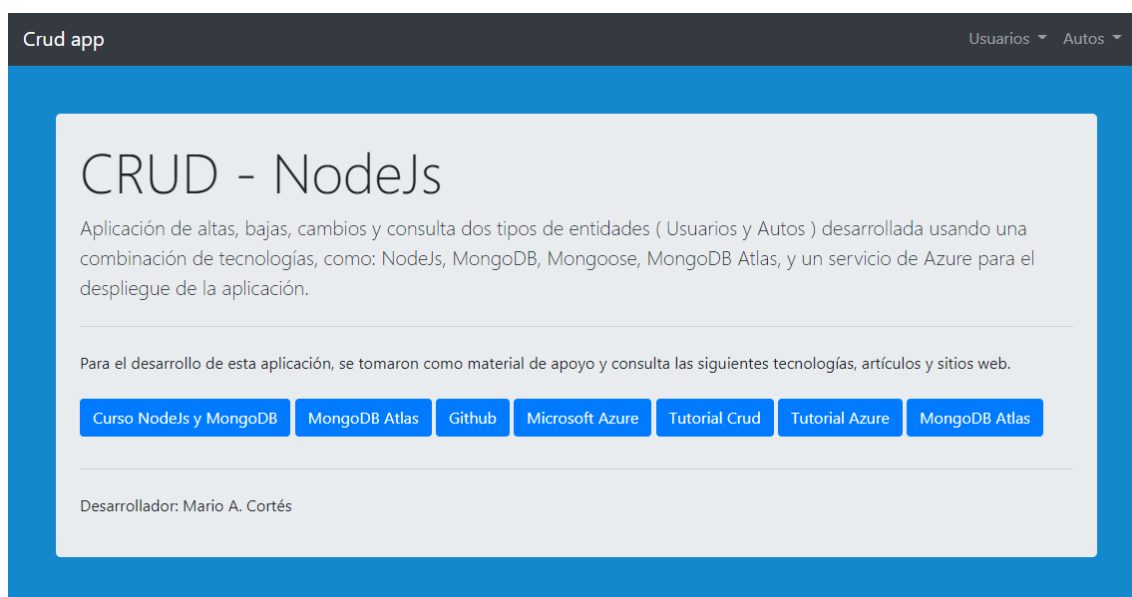 Crud app
Usuarios
Autos
CRUD - NodeJs
Aplicación de altas, bajas, cambios y consulta dos tipos de entidades ( Usuarios y Autos ) desarrollada usando una
combinación de tecnologías, como: NodeJs, MongoDB, Mongoose, MongoDB Atlas, y un servicio de Azure para el
despliegue de la aplicación.
Para el desarrollo de esta aplicación, se tomaron como material de apoyo y consulta las siguientes tecnologías, artículos y sitios web.
Curso NodeJs y MongoDB
MongoDB Atlas
Github
Microsoft Azure
Tutorial Crud
Tutorial Azure
MongoDB Atlas
Desarrollador: Mario A. Cortés